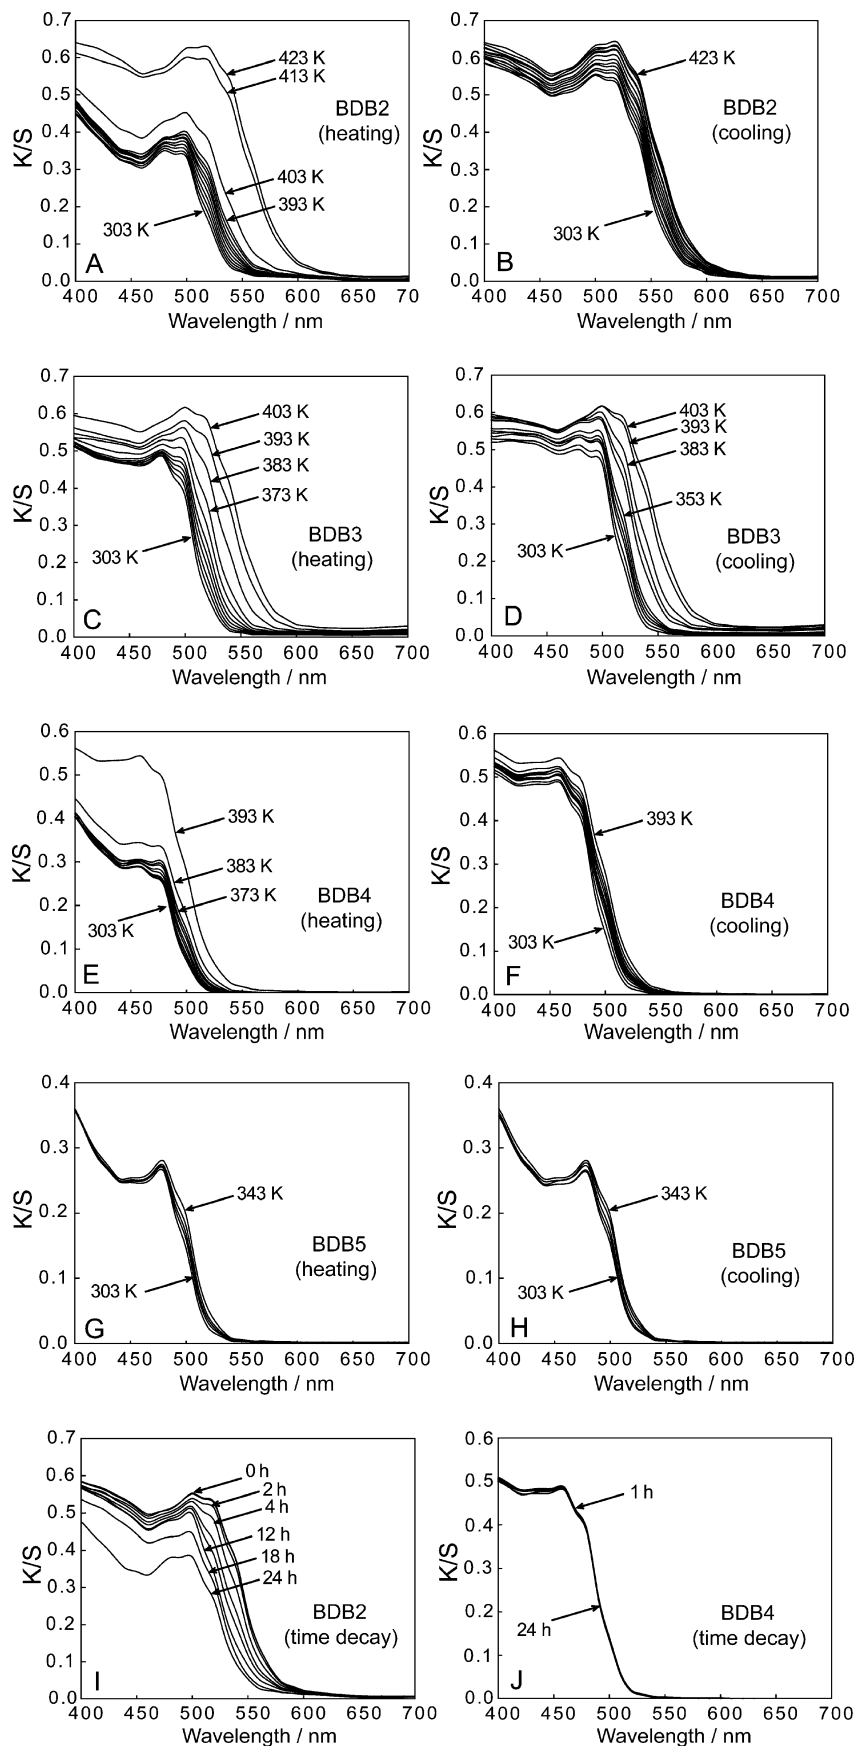 0.7
0.6
0.5
0.4
0.3
0.2
0.1
0.0
K/S
423 K
413 K
BDB2
(heating)
403 K
393 K
303 K
A
400 450 500 550 600 650 70
Wavelength / nm
0.7
0.6
0.5
0.4
0.3
0.2
0.1
0.0
K/S
423 K
BDB2
(cooling)
303 K
B
400 450 500 550 600 650 700
Wavelength / nm
0.7
0.6
0.5
0.4
0.3
0.2
0.1
0.0
K/S
403 K
393 K
383 K
373 K
303 K
BDB3
(heating)
C
400 450 500 550 600 650 700
Wavelength / nm
0.7
0.6
0.5
0.4
0.3
0.2
0.1
0.0
K/S
403 K
393 K
383 K
353 K
303 K
BDB3
(cooling)
D
400 450 500 550 600 650 700
Wavelength / nm
0.6
0.5
0.4
0.3
0.2
0.1
0.0
K/S
393 K
383 K
373 K
303 K
BDB4
(heating)
E
400 450 500 550 600 650 700
Wavelength / nm
0.6
0.5
0.4
0.3
0.2
0.1
0.0
K/S
393 K
303 K
BDB4
(cooling)
F
400 450 500 550 600 650 700
Wavelength / nm
0.4
0.3
0.2
0.1
0.0
K/S
343 K
BDB5
(heating)
303 K
G
400 450 500 550 600 650 700
Wavelength / nm
0.4
0.3
0.2
0.1
0.0
K/S
343 K
BDB5
(cooling)
303 K
H
400 450 500 550 600 650 700
Wavelength / nm
0.7
0.6
0.5
0.4
0.3
0.2
0.1
0.0
K/S
0 h
2 h
4 h
12 h
18 h
24 h
BDB2
(time decay)
I
400 450 500 550 600 650 700
Wavelength / nm
0.6
0.5
0.4
0.3
0.2
0.1
0.0
K/S
1 h
24 h
BDB4
(time decay)
J
400 450 500 550 600 650 700
Wavelength / nm